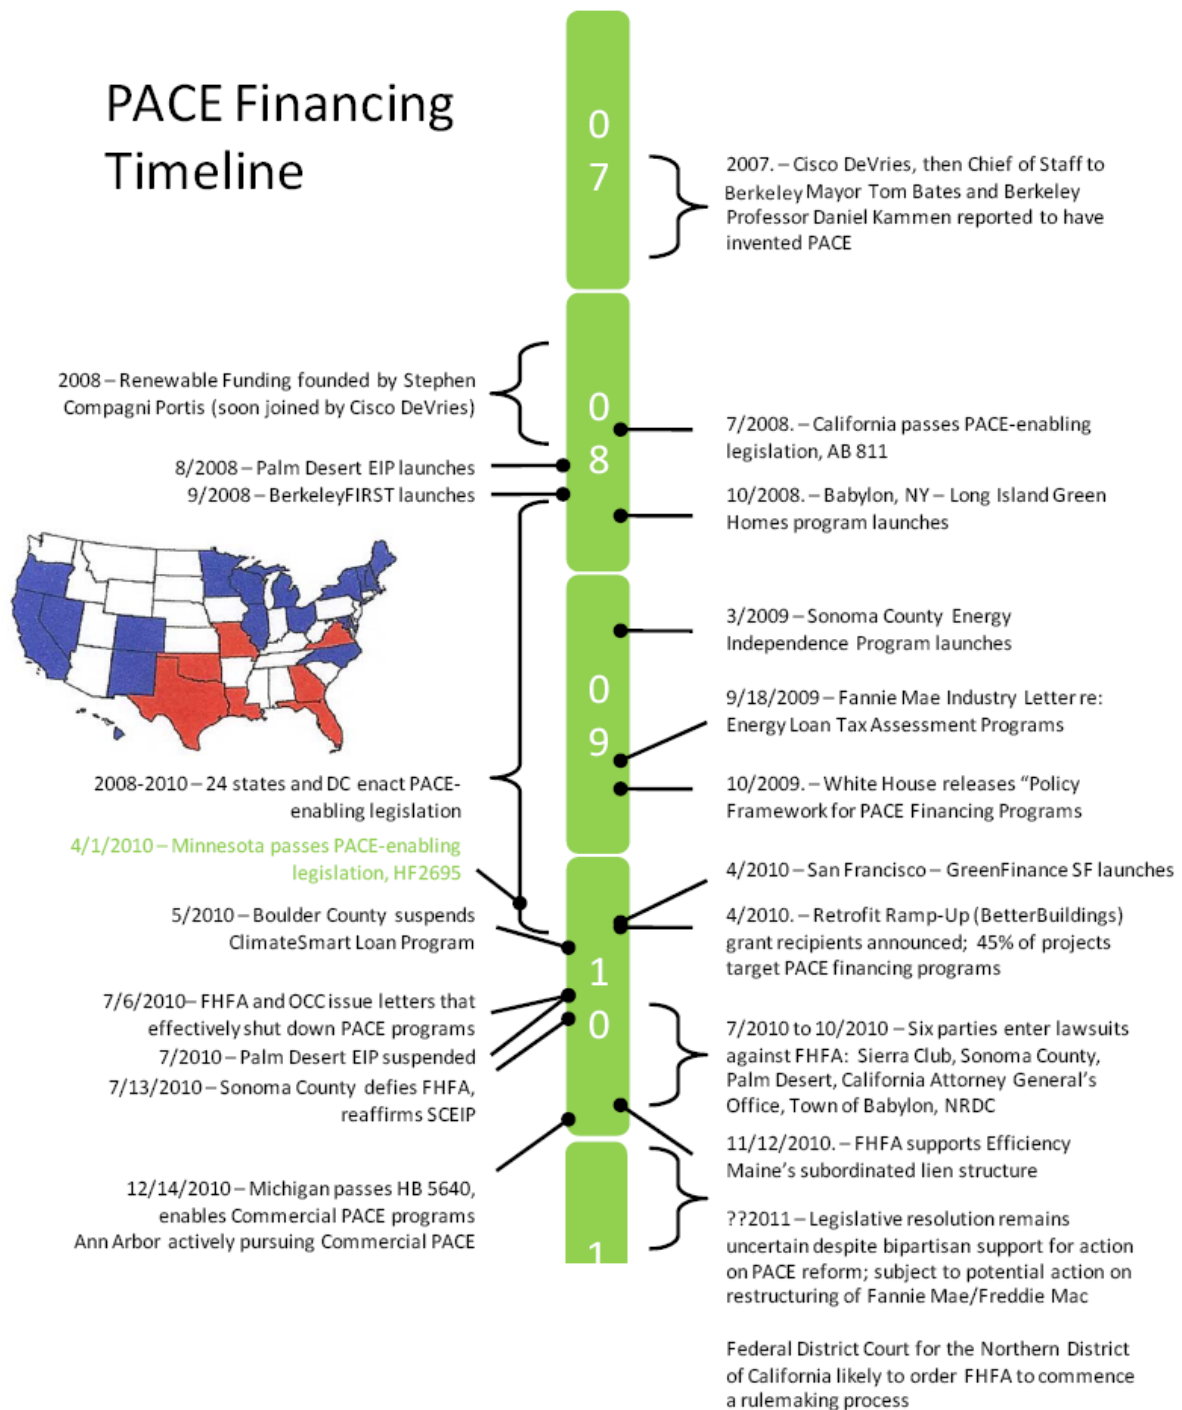 PACE Financing
Timeline
0
7
2007. – Cisco DeVries, then Chief of Staff to
Berkeley Mayor Tom Bates and Berkeley
Professor Daniel Kammen reported to have
invented PACE
2008 – Renewable Funding founded by Stephen
Compagni Portis (soon joined by Cisco DeVries)
0
8
7/2008. – California passes PACE-enabling
legislation, AB 811
8/2008 – Palm Desert EIP launches
9/2008 – BerkeleyFIRST launches
10/2008. – Babylon, NY – Long Island Green
Homes program launches
3/2009 – Sonoma County Energy
Independence Program launches
0
9
9/18/2009 – Fannie Mae Industry Letter re:
Energy Loan Tax Assessment Programs
2008-2010 – 24 states and DC enact PACE-
enabling legislation
10/2009. – White House releases “Policy
Framework for PACE Financing Programs
4/1/2010 – Minnesota passes PACE-enabling
legislation, HF2695
4/2010 – San Francisco – GreenFinance SF launches
5/2010 – Boulder County suspends
ClimateSmart Loan Program
4/2010. – Retrofit Ramp-Up (BetterBuildings)
grant recipients announced; 45% of projects
target PACE financing programs
1
0
7/6/2010– FHFA and OCC issue letters that
effectively shut down PACE programs
7/2010 – Palm Desert EIP suspended
7/13/2010 – Sonoma County defies FHFA,
reaffirms SCEIP
7/2010 to 10/2010 – Six parties enter lawsuits
against FHFA: Sierra Club, Sonoma County,
Palm Desert, California Attorney General’s
Office, Town of Babylon, NRDC
11/12/2010. – FHFA supports Efficiency
Maine’s subordinated lien structure
12/14/2010 – Michigan passes HB 5640,
enables Commercial PACE programs
Ann Arbor actively pursuing Commercial PACE
1
??2011 – Legislative resolution remains
uncertain despite bipartisan support for action
on PACE reform; subject to potential action on
restructuring of Fannie Mae/Freddie Mac
Federal District Court for the Northern District
of California likely to order FHFA to commence
a rulemaking process